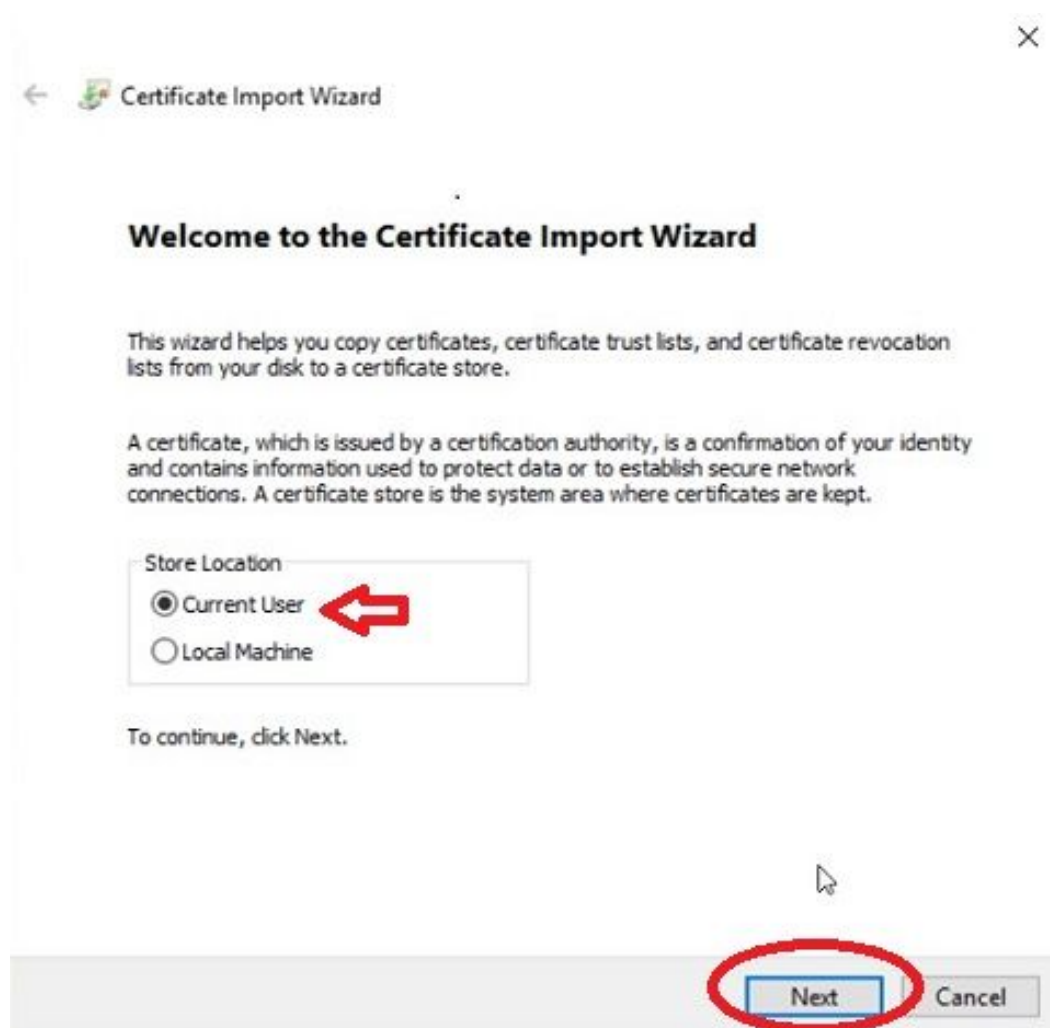 Certificate Import Wizard
Welcome to the Certificate Import Wizard
This wizard helps you copy certificates, certificate trust lists, and certificate revocation
lists from your disk to a certificate store.
A certificate, which is issued by a certification authority, is a confirmation of your identity
and contains information used to protect data or to establish secure network
connections. A certificate store is the system area where certificates are kept.
Store Location
Current User
Local Machine
To continue, click Next.
Next Cancel